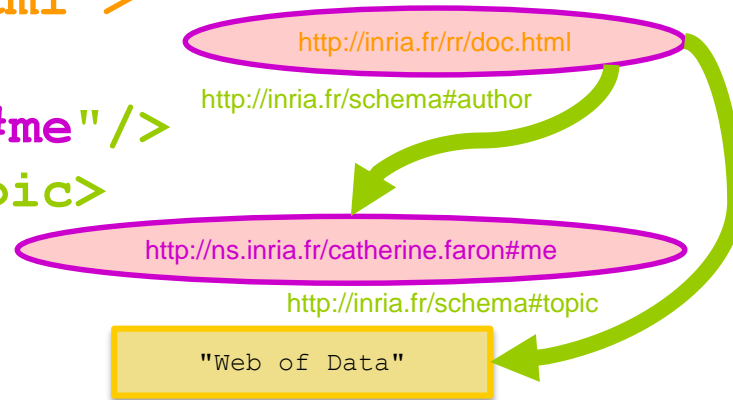 http://inria.fr/rr/doc.html
http://inria.fr/schema#author
#me"/>
pic>
http://ns.inria.fr/catherine.faron#me
http://inria.fr/schema#topic
"Web of Data"